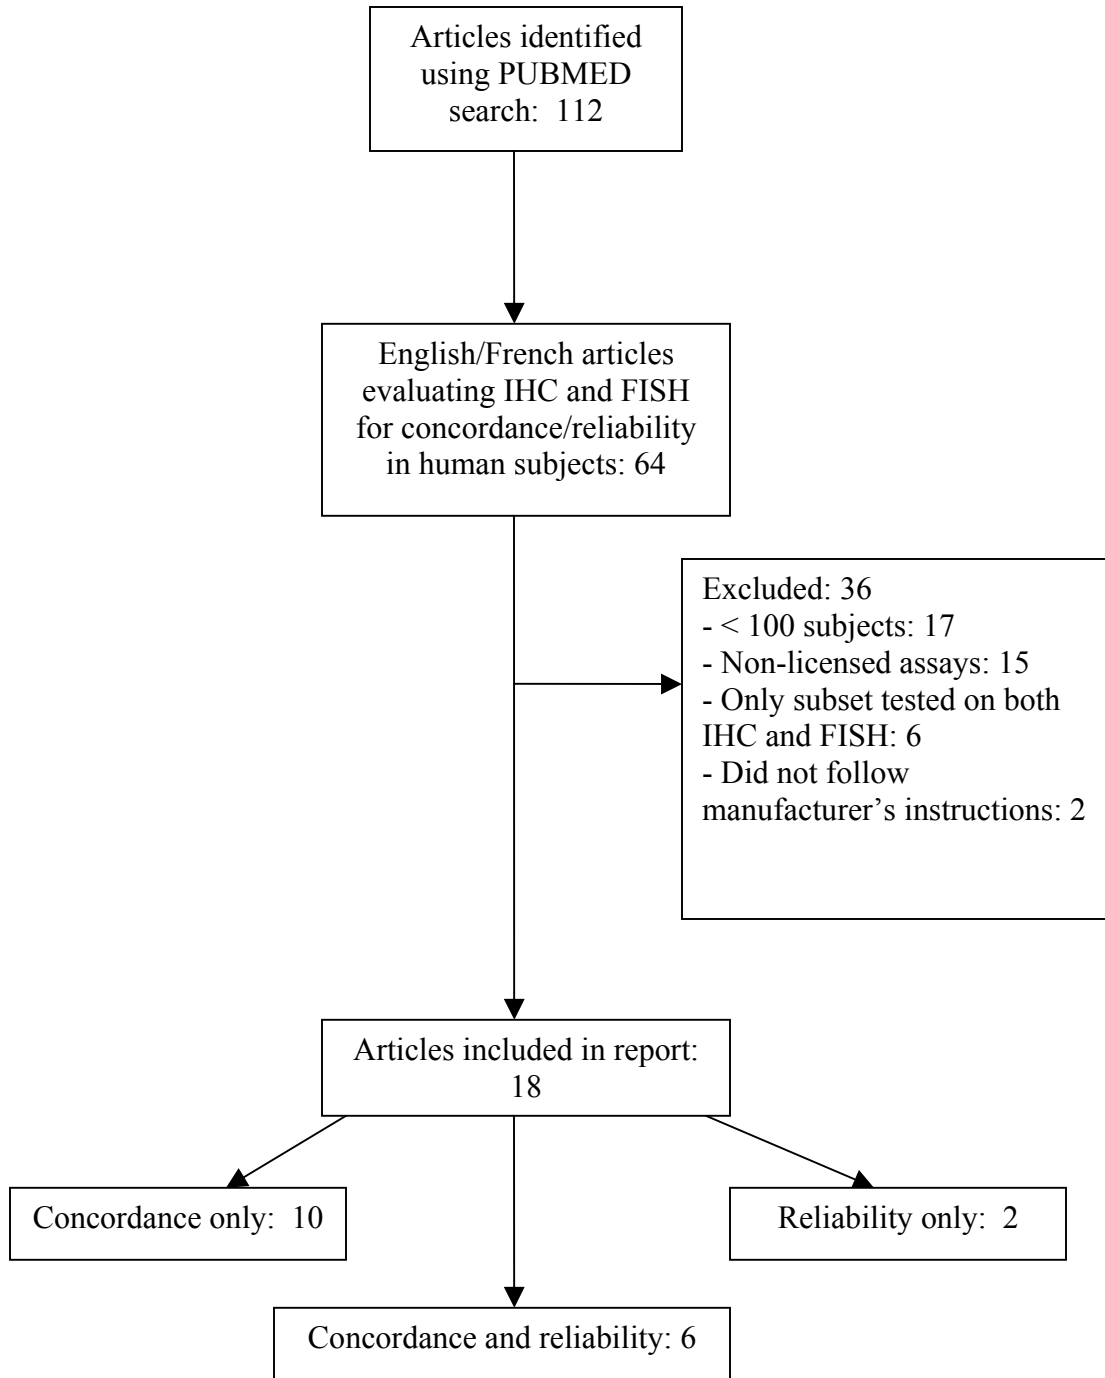 Articles identified
using PUBMED
search:  112
English/French articles
evaluating IHC and FISH
for concordance/reliability
in human subjects: 64
Excluded: 36
- < 100 subjects: 17
- Non-licensed assays: 15
- Only subset tested on both
IHC and FISH: 6
- Did not follow
manufacturer’s instructions: 2
Articles included in report:
18
Concordance only:  10
Reliability only:  2
Concordance and reliability: 6